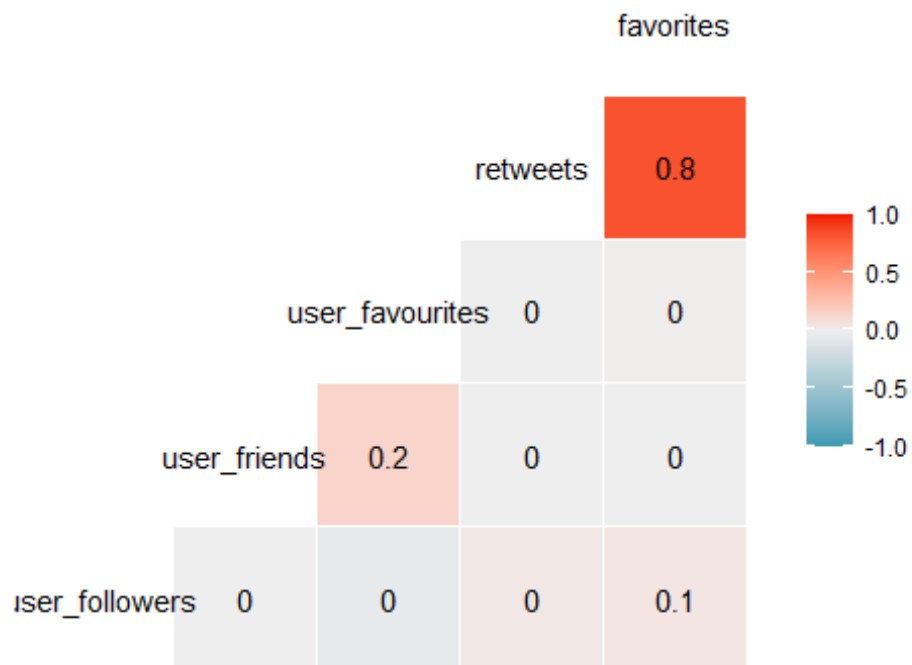 favorites
retweets 0.8
user_favourites 0 0
user_friends 0.2 0 0
user_followers 0 0 0 0.1
1.0
0.5
0.0
-0.5
-1.0